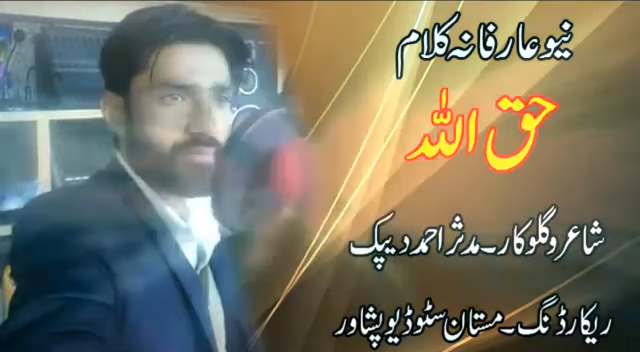 نیو عارفانہ کلام
حق اللہ
شاعر و گلوکار۔ مدثر احمد دیپک
ریکارڈنگ۔ مستان سٹوڈیو پشاور